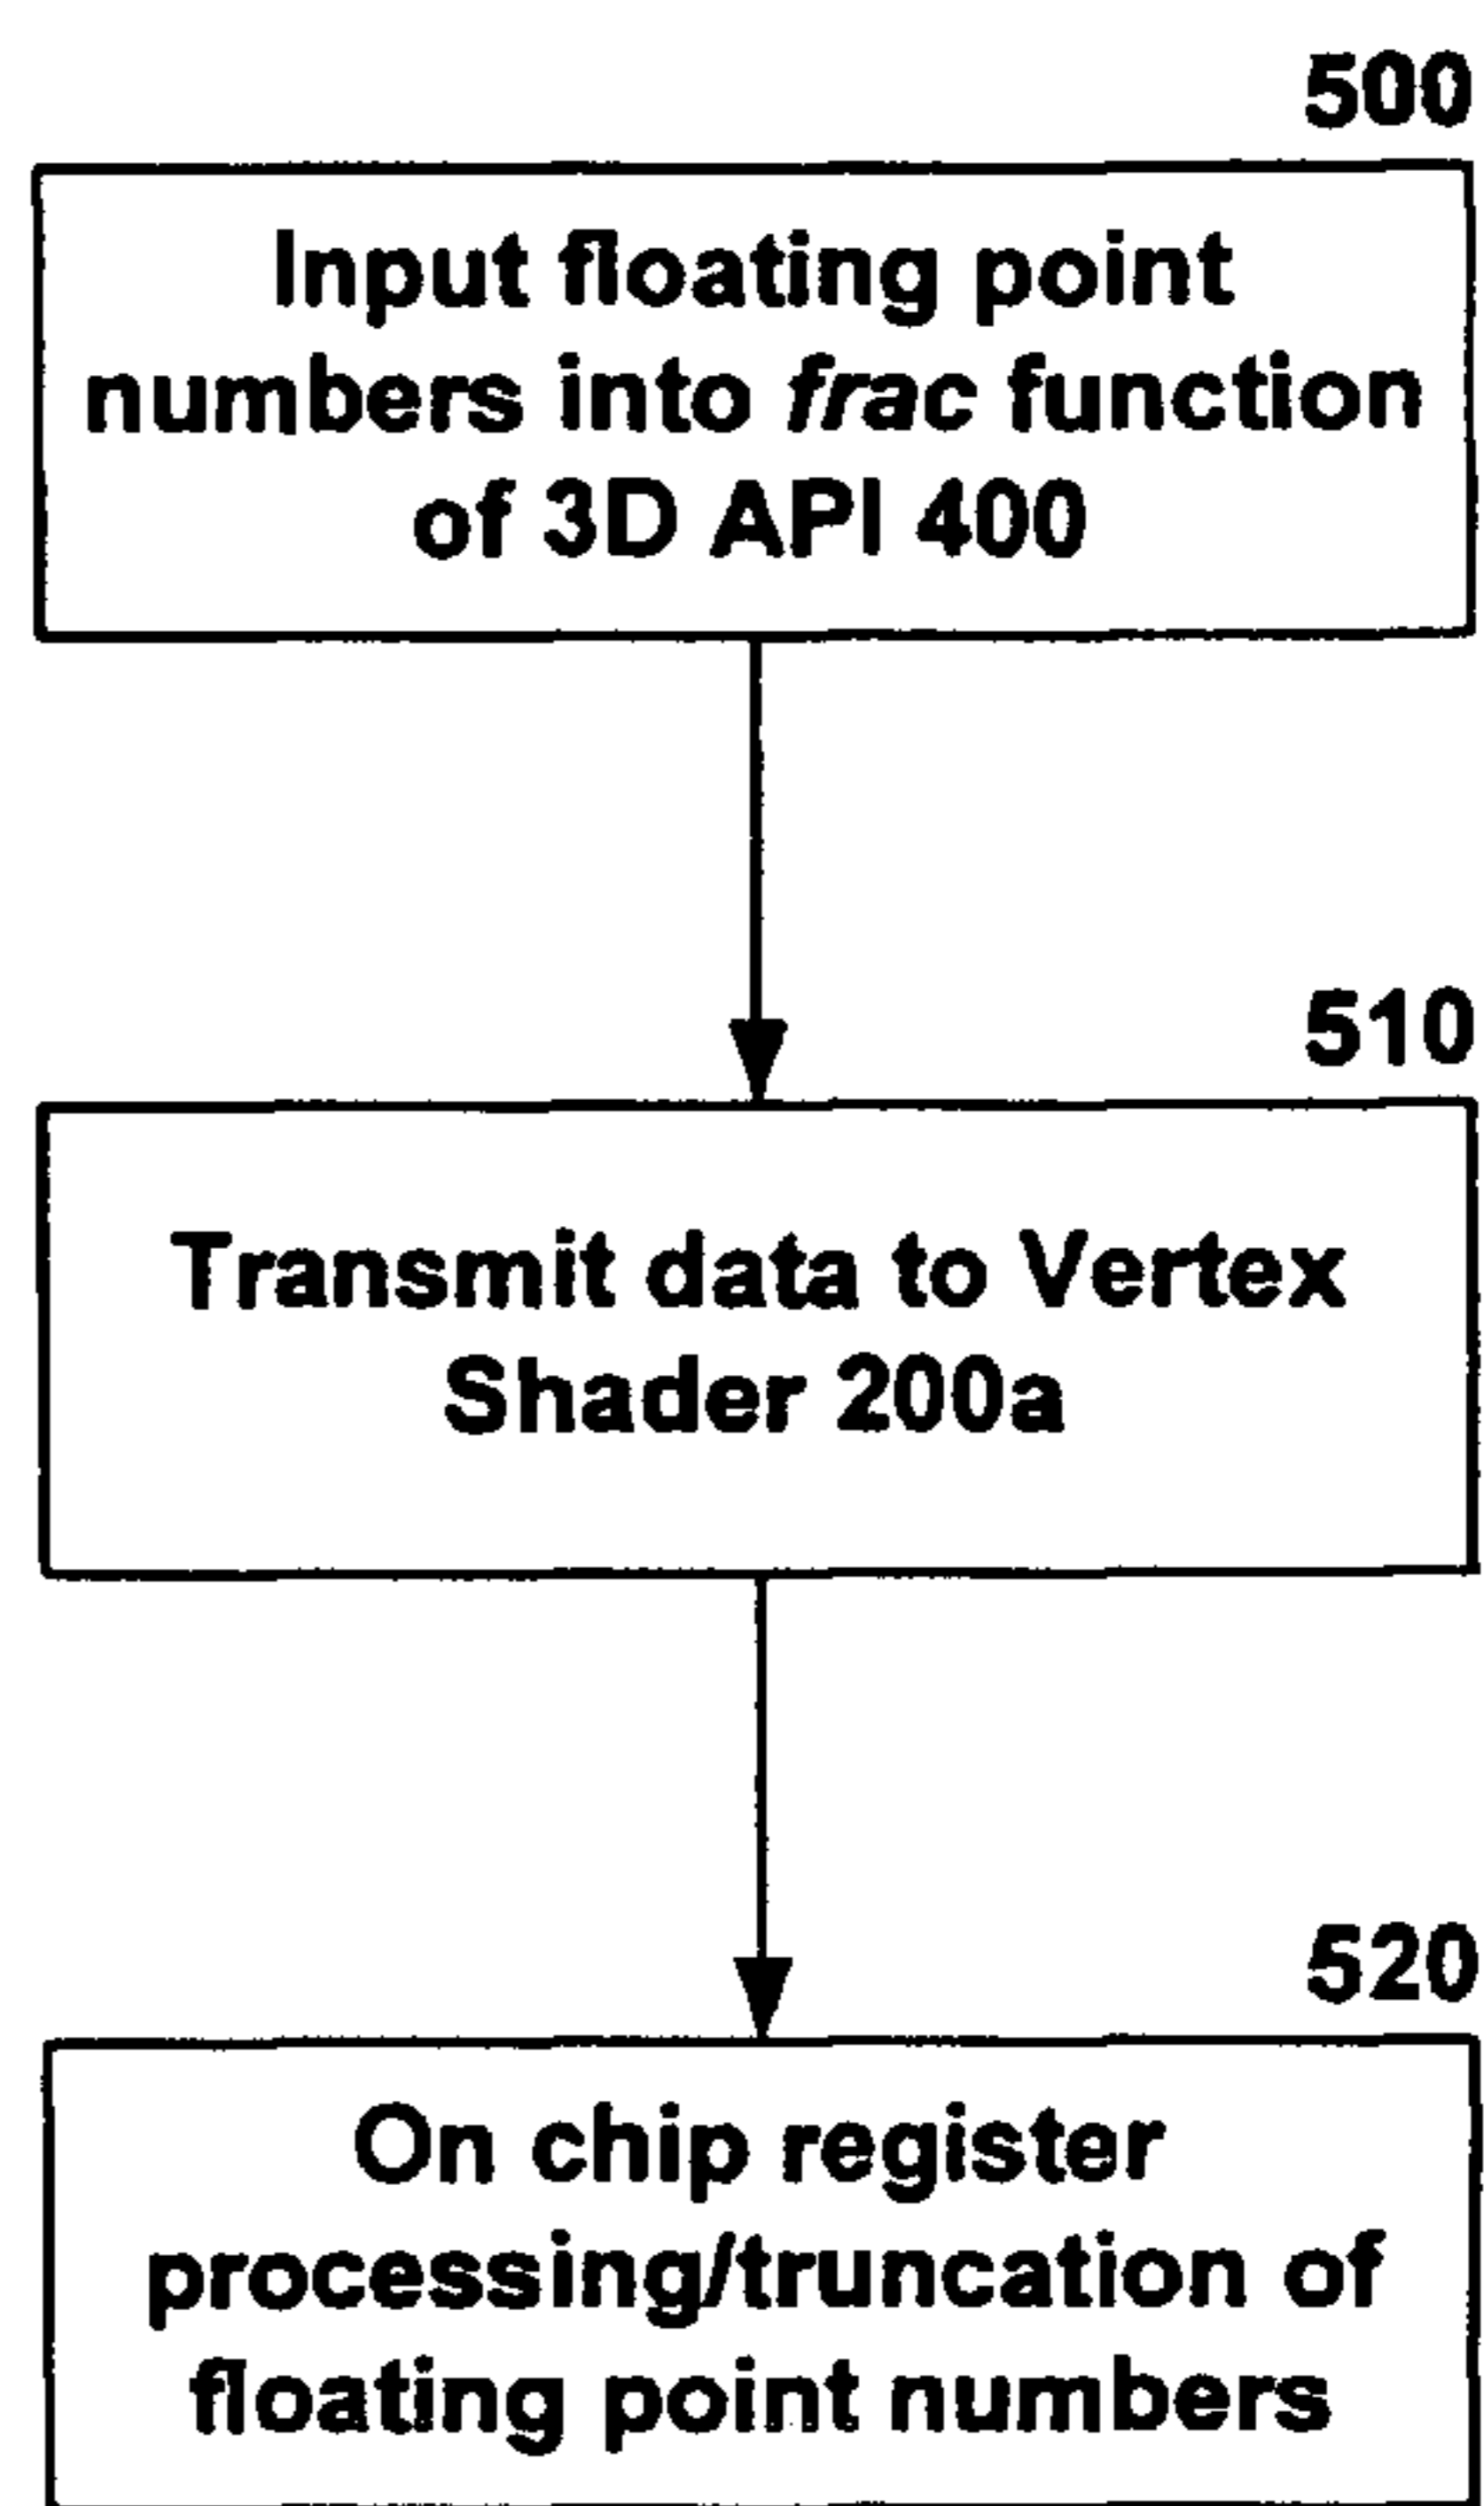 500
Input floating point
numbers into frac function
of 3D API 400
510
Transmit data to Vertex
Shader 200a
520
On chip register
processing/truncation of
floating point numbers